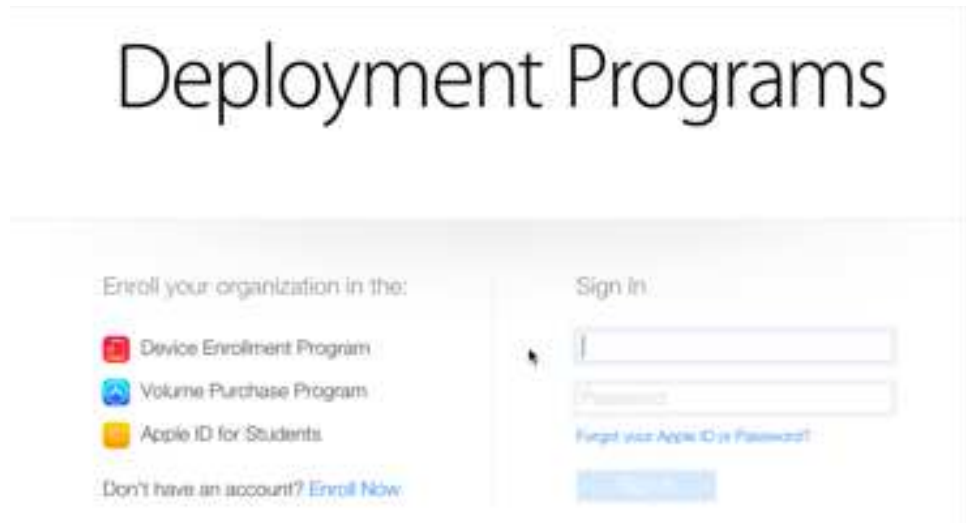 Deployment Programs
Enroll your organization in the:
Device Enrollment Program
Volume Purchase Program
Apple ID for Students
Don't have an account? Enroll Now
Sign In
Password
Forgot your Apple ID or Password?